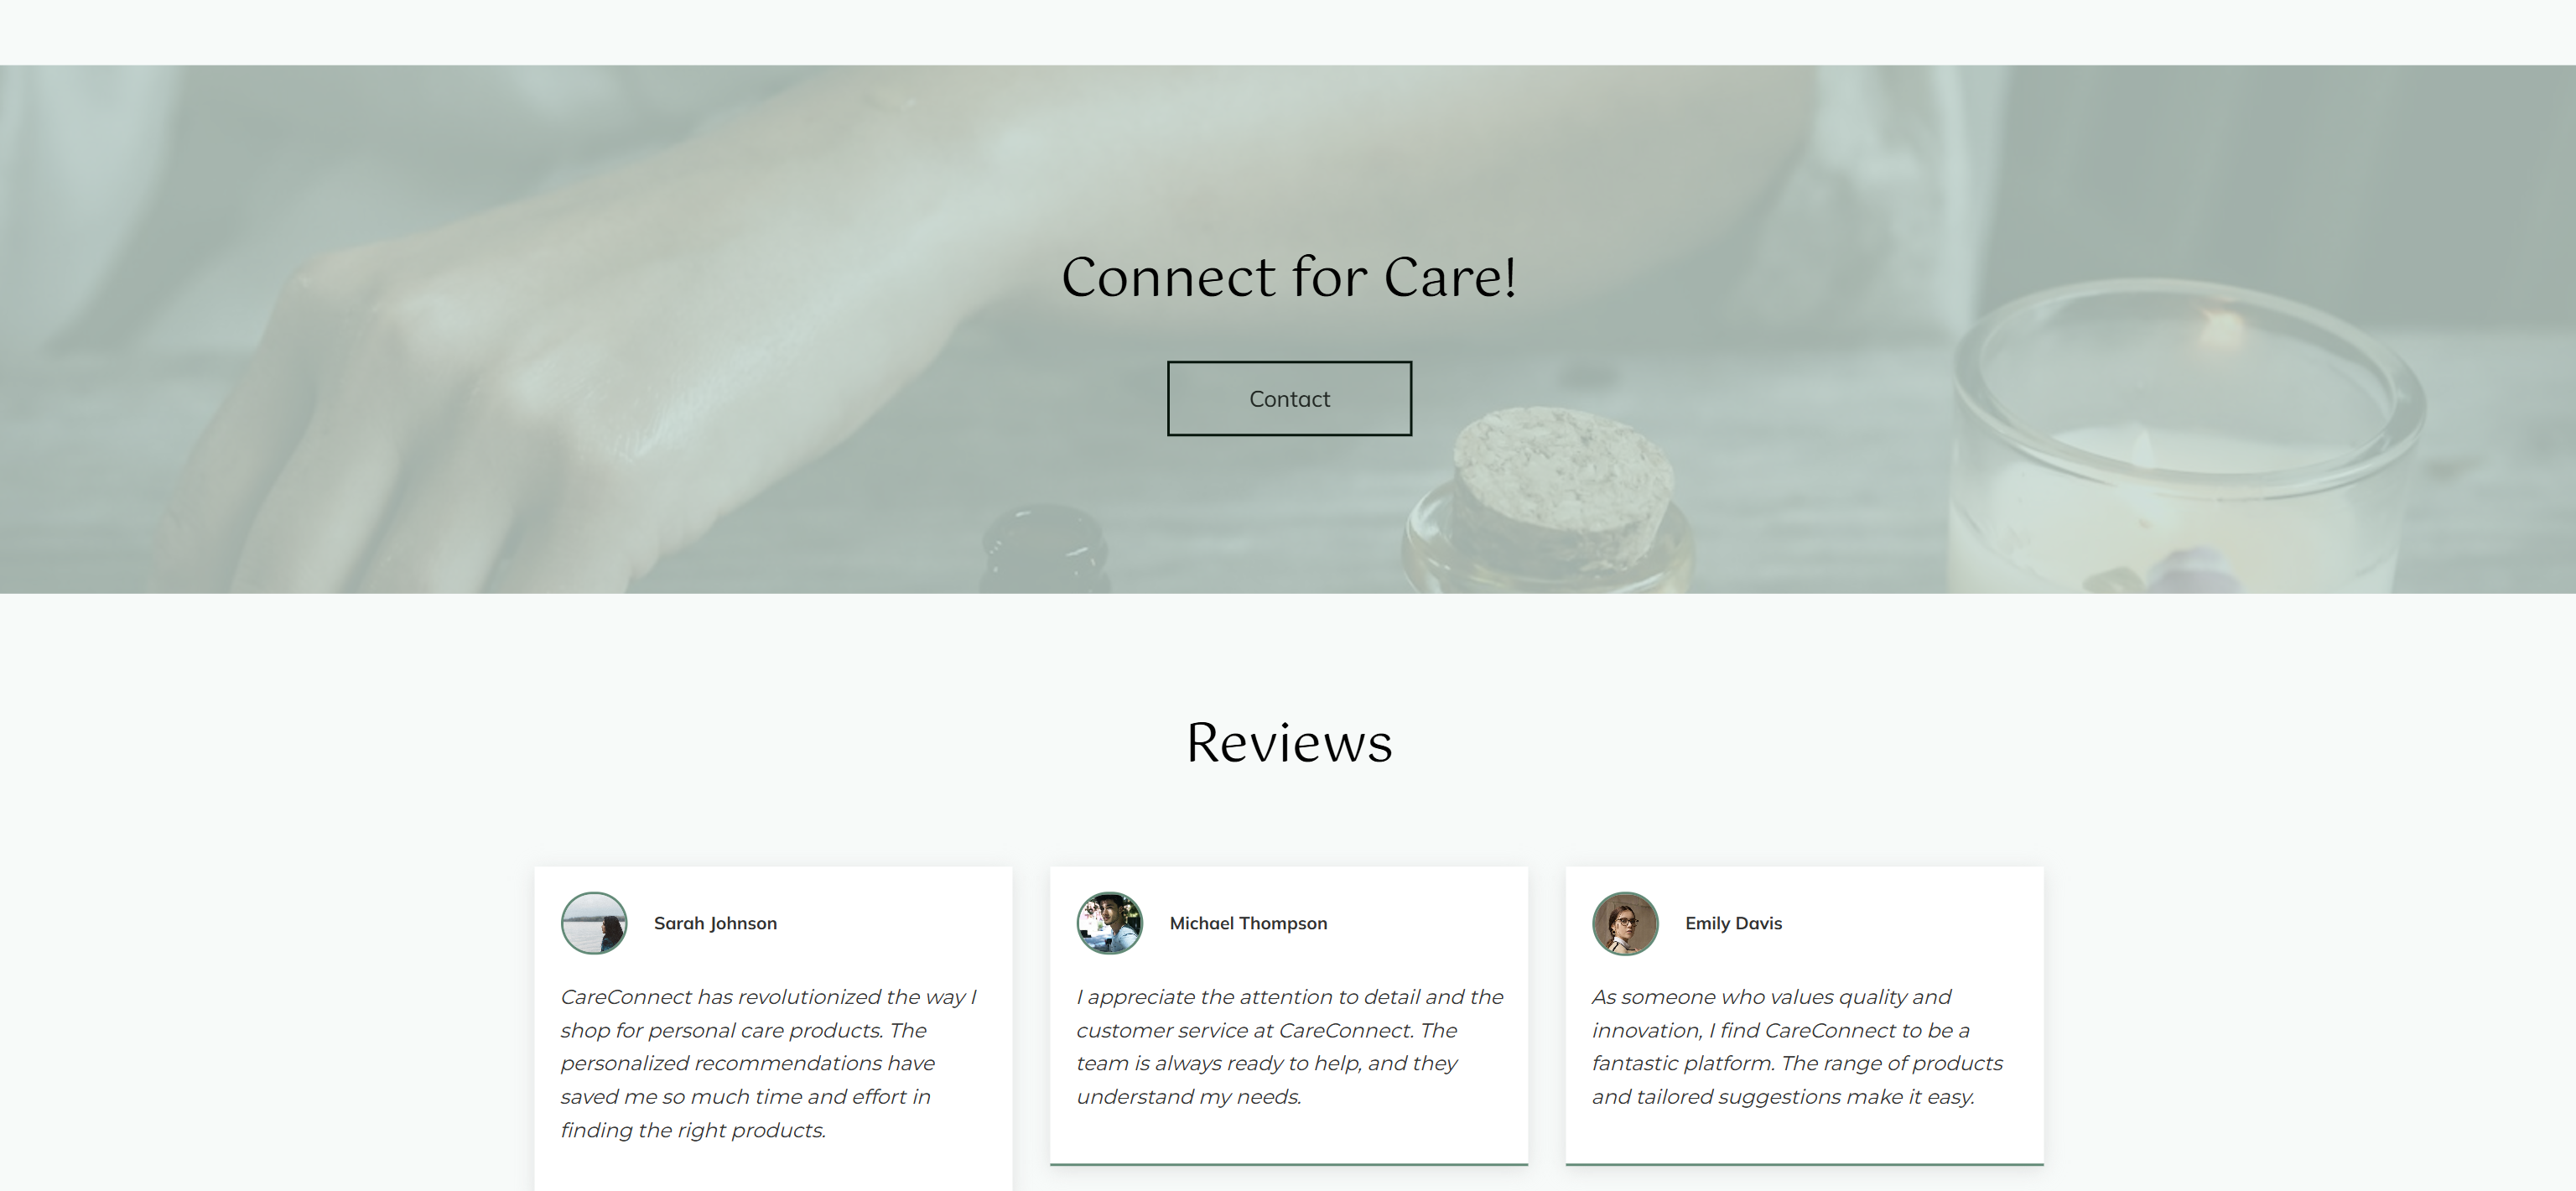 Connect for Care!
Contact
Reviews
Sarah Johnson
CareConnect has revolutionized the way I
shop for personal care products. The
personalized recommendations have
saved me so much time and effort in
finding the right products.
Michael Thompson
I appreciate the attention to detail and the
customer service at CareConnect. The
team is always ready to help, and they
understand my needs.
Emily Davis
As someone who values quality and
innovation, I find CareConnect to be a
fantastic platform. The range of products
and tailored suggestions make it easy.